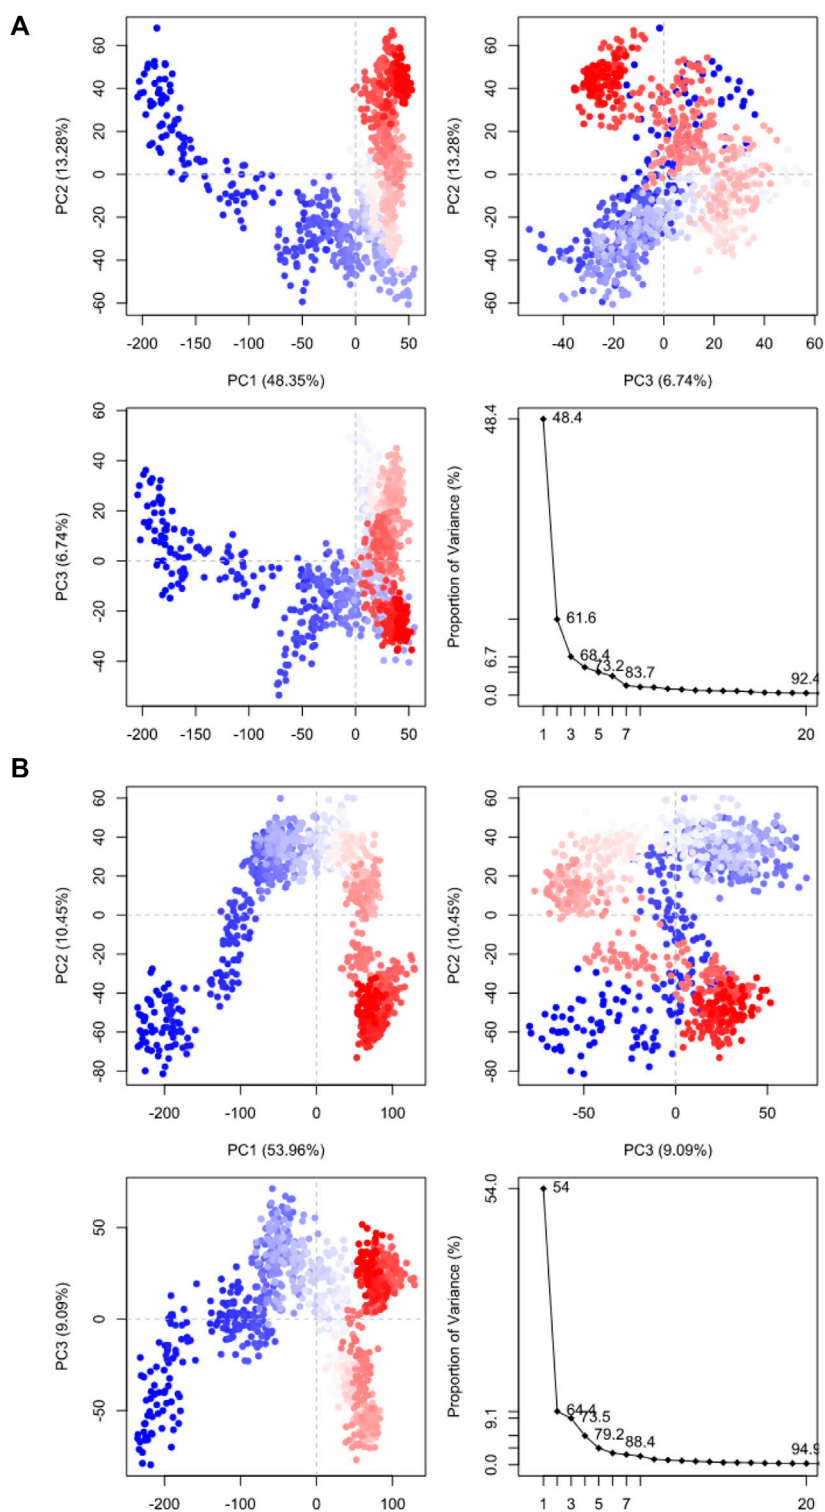 A
PC2 (13.28%)
60
40
20
0
-20
-40
-60
-200 -150 -100 -50 0 50
PC1 (48.35%)
PC2 (13.28%)
60
40
20
0
-20
-40
-60
-40 -20 0 20 40 60
PC3 (6.74%)
PC3 (6.74%)
60
40
20
0
-20
-40
-200 -150 -100 -50 0 50
Proportion of Variance (%)
48.4
6.7
0.0
48.4
61.6
68.4
73.2
83.7
92.4
1 3 5 7 20
B
PC2 (10.45%)
60
40
20
0
-20
-40
-60
-80
-200 -100 0 100
PC1 (53.96%)
PC2 (10.45%)
60
40
20
0
-20
-40
-60
-80
-50 0 50
PC3 (9.09%)
PC3 (9.09%)
50
0
-50
-200 -100 0 100
Proportion of Variance (%)
54.0
9.1
0.0
54
64.4
73.5
79.2
88.4
94.9
1 3 5 7 20